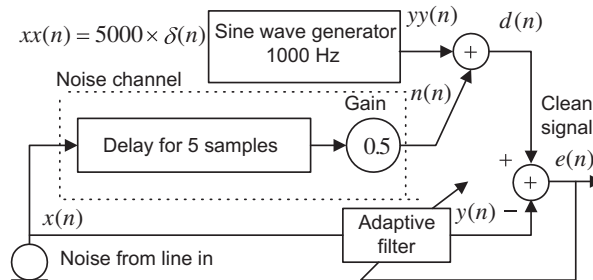 xx(n) = 5000 × δ(n)
Sine wave generator
1000 Hz
yy(n)
+
d(n)
Noise channel
Gain
n(n)
Delay for 5 samples
0.5
Clean
signal
+
e(n)
+
x(n)
Adaptive
filter
y(n)
−
Noise from line in